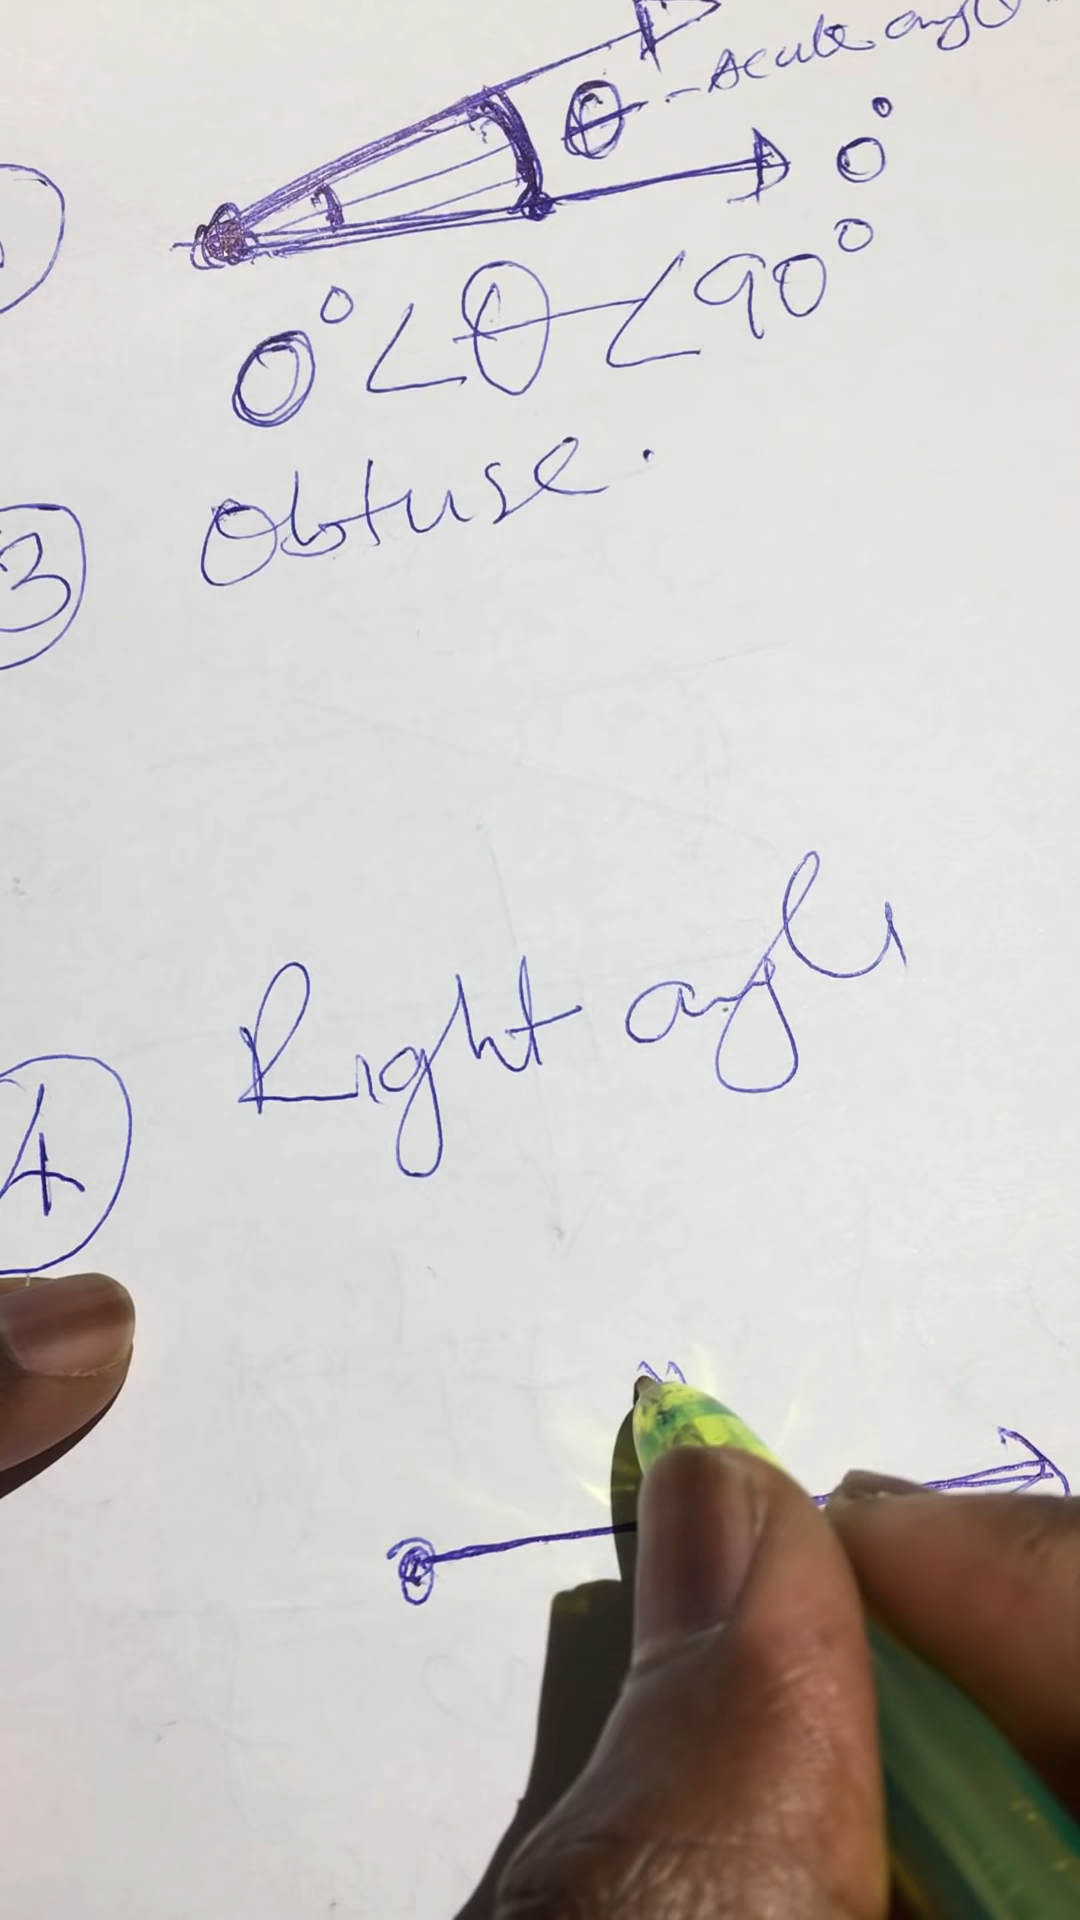 θ - Acute angle
0°
0° < θ < 90°
3 Obtuse.
4 Right angle